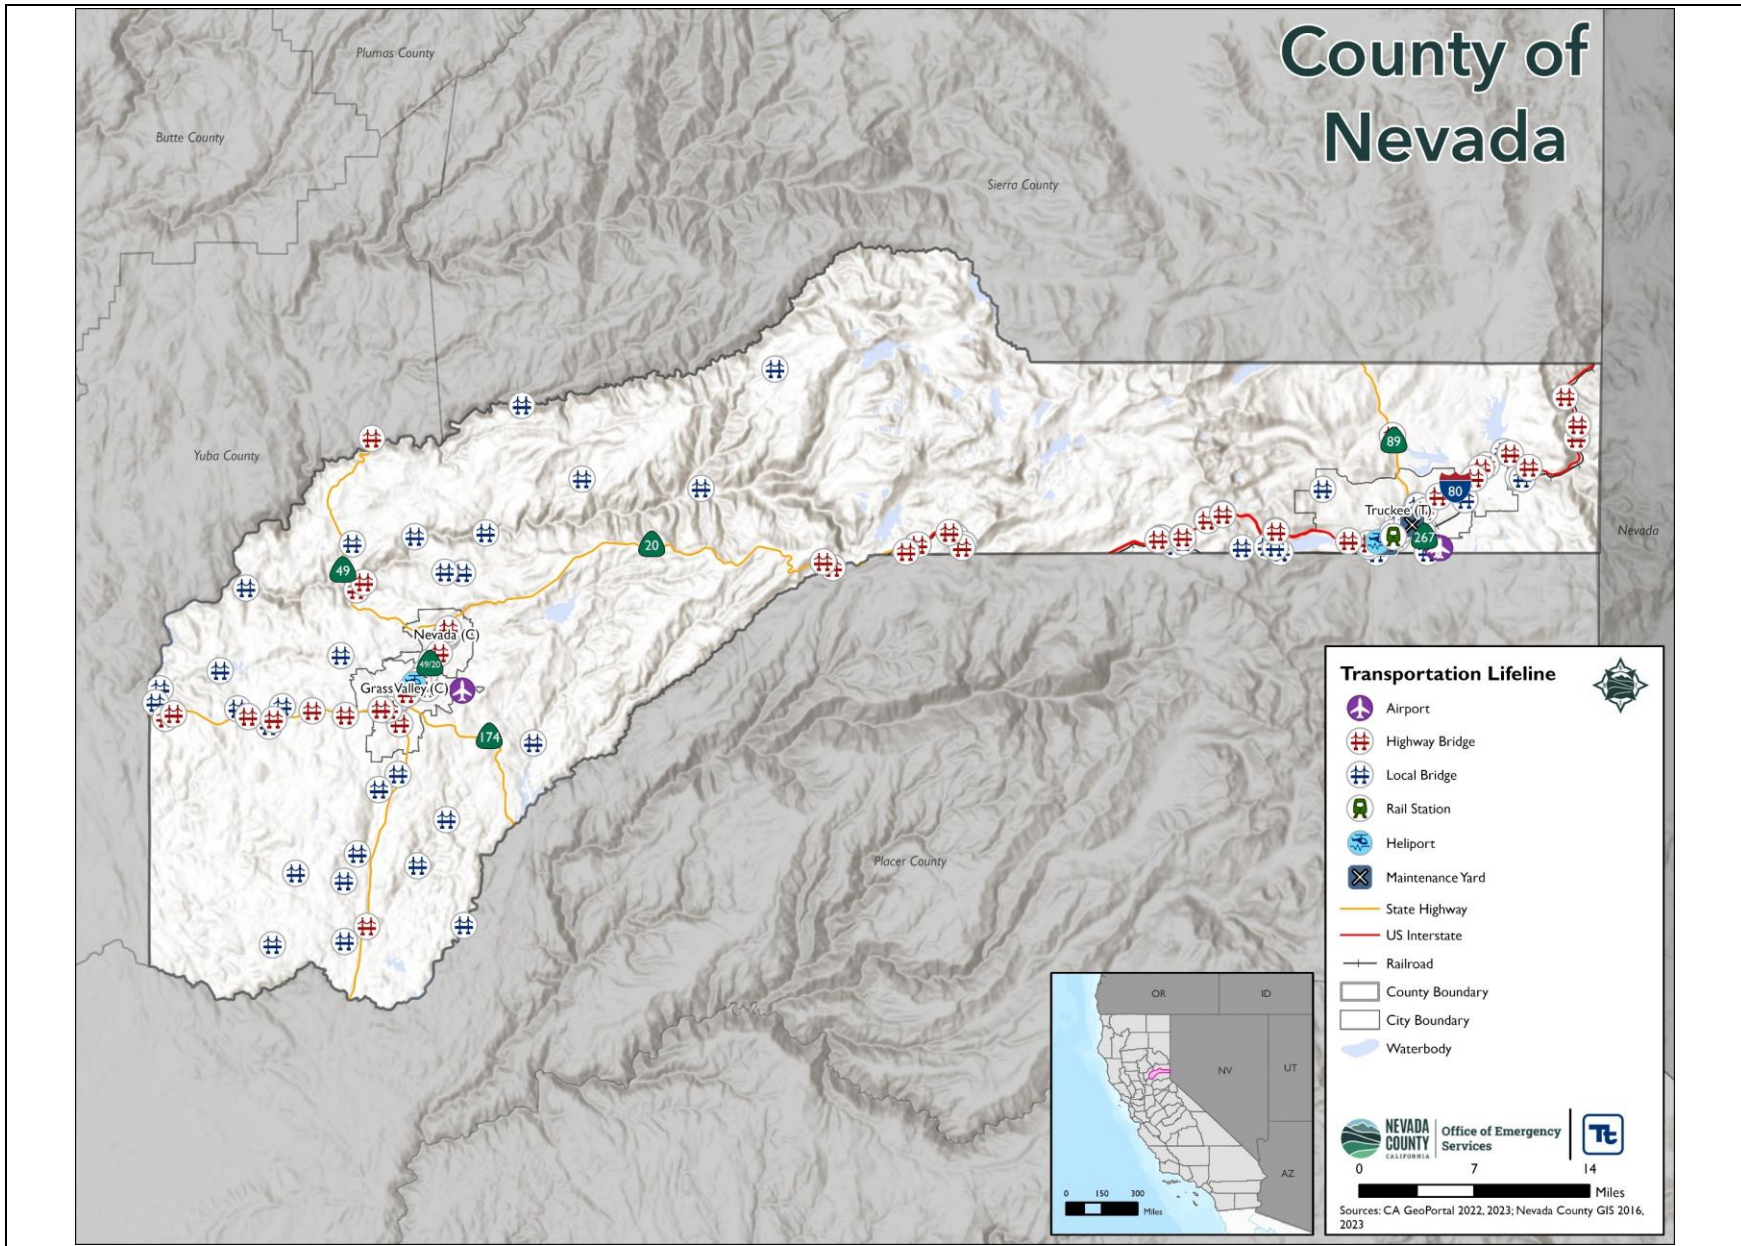 County of
Nevada
Plumas County
Butte County
Sierra County
Yuba County
89
80
Truckee (T)
267
Nevada
20
49
Nevada (C)
49/20
Grass Valley (C)
174
Placer County
Transportation Lifeline
Airport
Highway Bridge
Local Bridge
Rail Station
Heliport
Maintenance Yard
State Highway
US Interstate
Railroad
County Boundary
City Boundary
Waterbody
OR
ID
NV
UT
AZ
0 150 300
Miles
NEVADA
COUNTY
CALIFORNIA
Office of Emergency
Services
Tt
0 7 14
Miles
Sources: CA GeoPortal 2022, 2023; Nevada County GIS 2016,
2023